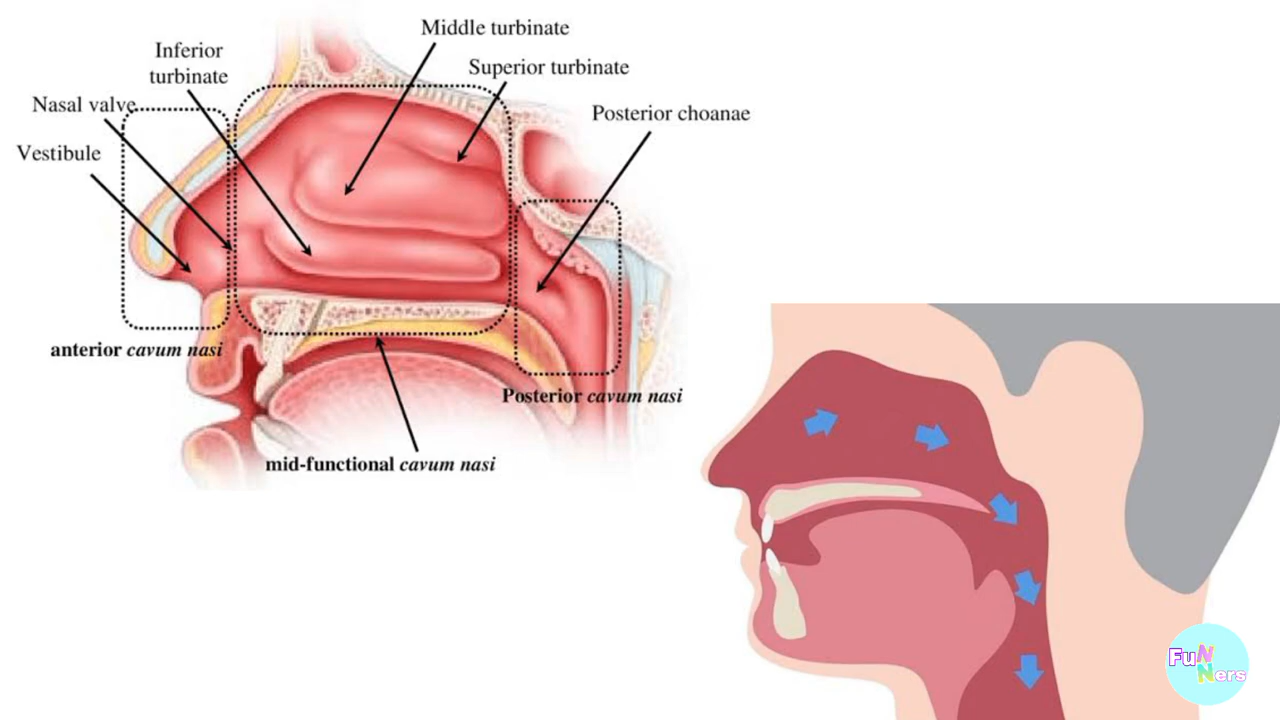 Middle turbinate
Inferior
turbinate
Superior turbinate
Nasal valve
Posterior choanae
Vestibule
anterior cavum nasi
Posterior cavum nasi
mid-functional cavum nasi
FuN
Ners